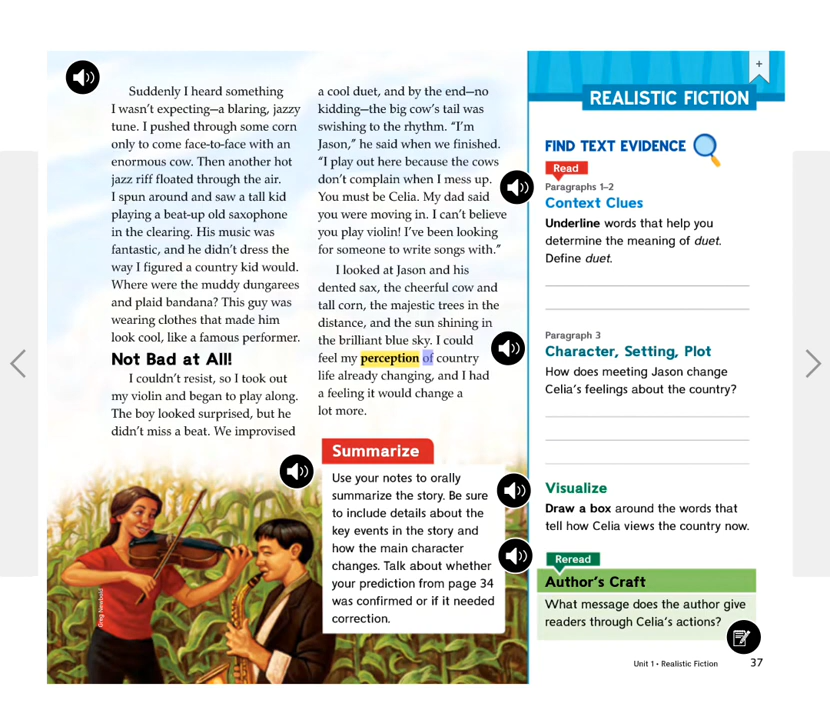 Suddenly I heard something
I wasn't expecting—a blaring, jazzy
tune. I pushed through some corn
only to come face-to-face with an
enormous cow. Then another hot
jazz riff floated through the air.
I spun around and saw a tall kid
playing a beat-up old saxophone
in the clearing. His music was
fantastic, and he didn't dress the
way I figured a country kid would.
Where were the muddy dungarees
and plaid bandana? This guy was
wearing clothes that made him
look cool, like a famous performer.
Not Bad at All!
I couldn't resist, so I took out
my violin and began to play along.
The boy looked surprised, but he
didn't miss a beat. We improvised
a cool duet, and by the end—no
kidding—the big cow's tail was
swishing to the rhythm. "I'm
Jason," he said when we finished.
"I play out here because the cows
don't complain when I mess up.
You must be Celia. My dad said
you were moving in. I can't believe
you play violin! I've been looking
for someone to write songs with."
I looked at Jason and his
dented sax, the cheerful cow and
tall corn, the majestic trees in the
distance, and the sun shining in
the brilliant blue sky. I could
feel my perception of country
life already changing, and I had
a feeling it would change a
lot more.
Summarize
Use your notes to orally
summarize the story. Be sure
to include details about the
key events in the story and
how the main character
changes. Talk about whether
your prediction from page 34
was confirmed or if it needed
correction.
Greg Newbold
+
REALISTIC FICTION
FIND TEXT EVIDENCE
Read
Paragraphs 1–2
Context Clues
Underline words that help you
determine the meaning of duet.
Define duet.
Paragraph 3
Character, Setting, Plot
How does meeting Jason change
Celia's feelings about the country?
Visualize
Draw a box around the words that
tell how Celia views the country now.
Reread
Author's Craft
What message does the author give
readers through Celia's actions?
Unit 1 • Realistic Fiction 37